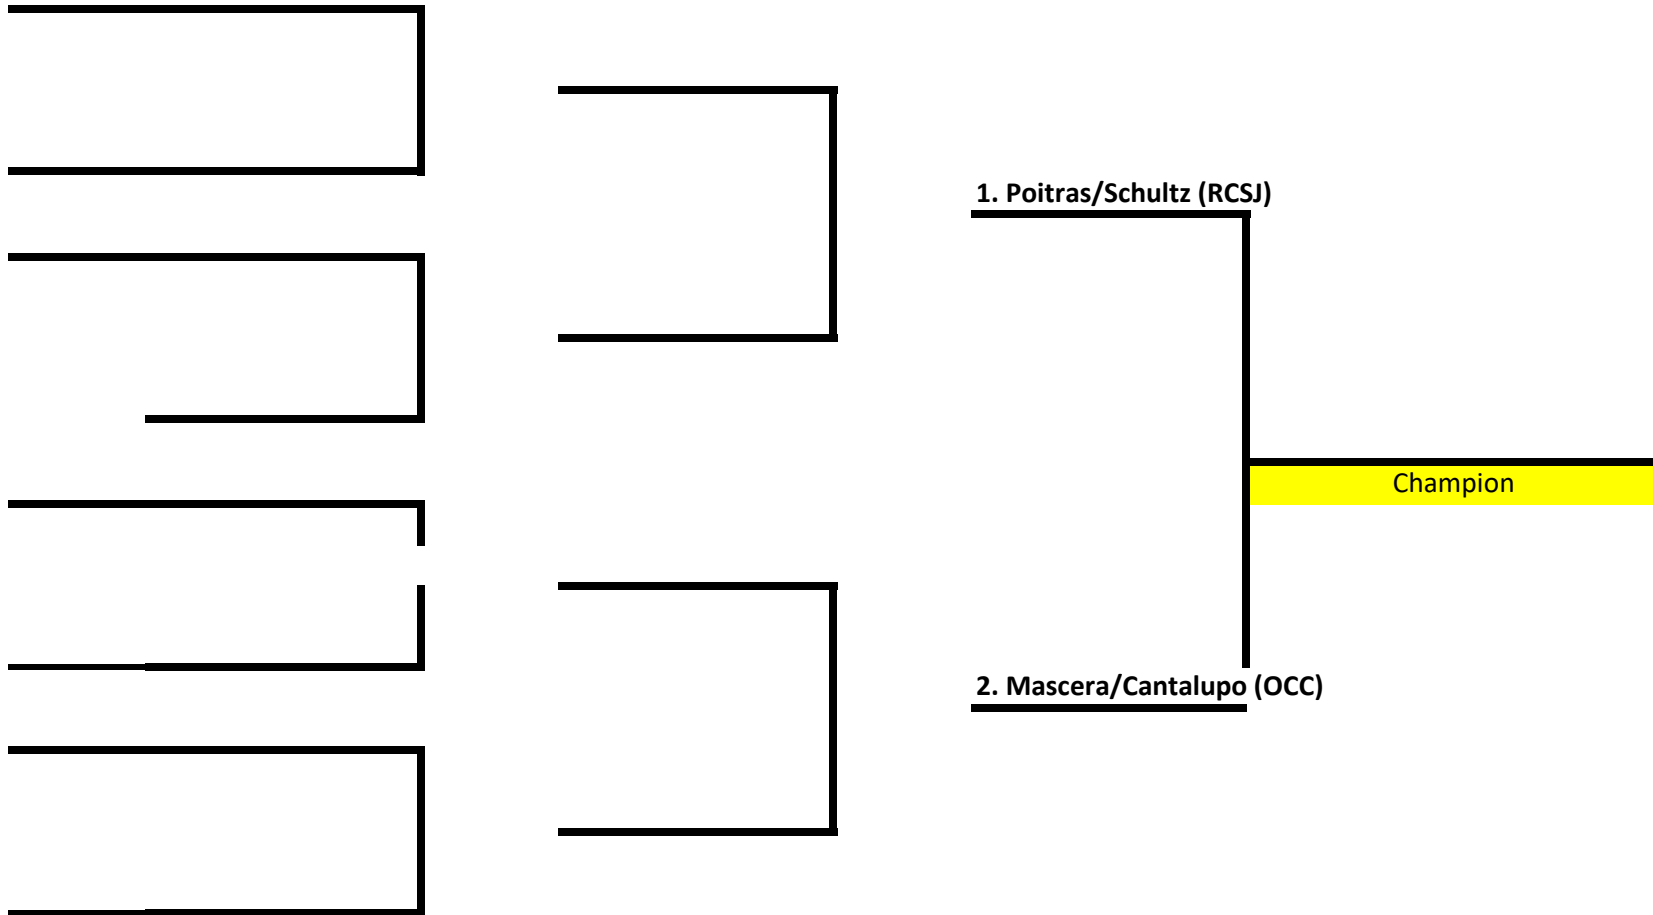 1. Poitras/Schultz (RCSJ)
Champion
2. Mascera/Cantalupo (OCC)